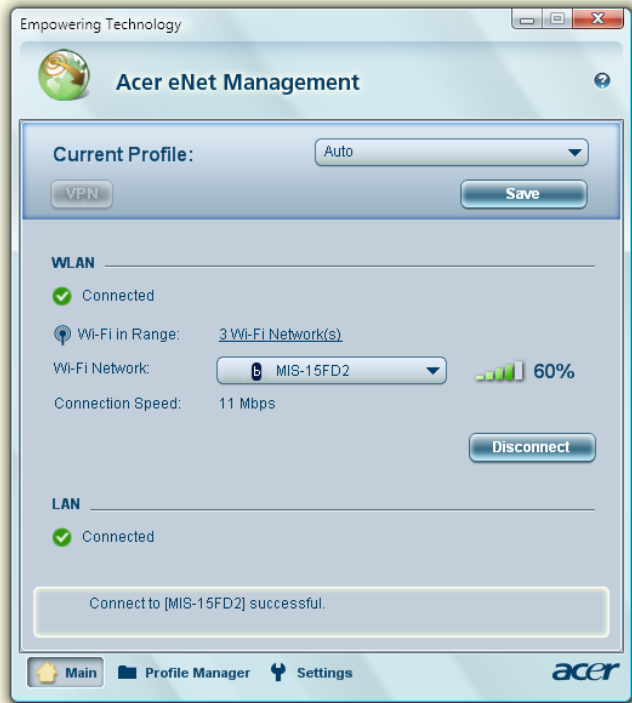 Empowering Technology
Acer eNet Management
Current Profile:
Auto
VPN
Save
WLAN
Connected
Wi-Fi in Range:
3 Wi-Fi Network(s)
Wi-Fi Network:
b MIS-15FD2
60%
Connection Speed:
11 Mbps
Disconnect
LAN
Connected
Connect to [MIS-15FD2] successful.
Main
Profile Manager
Settings
acer